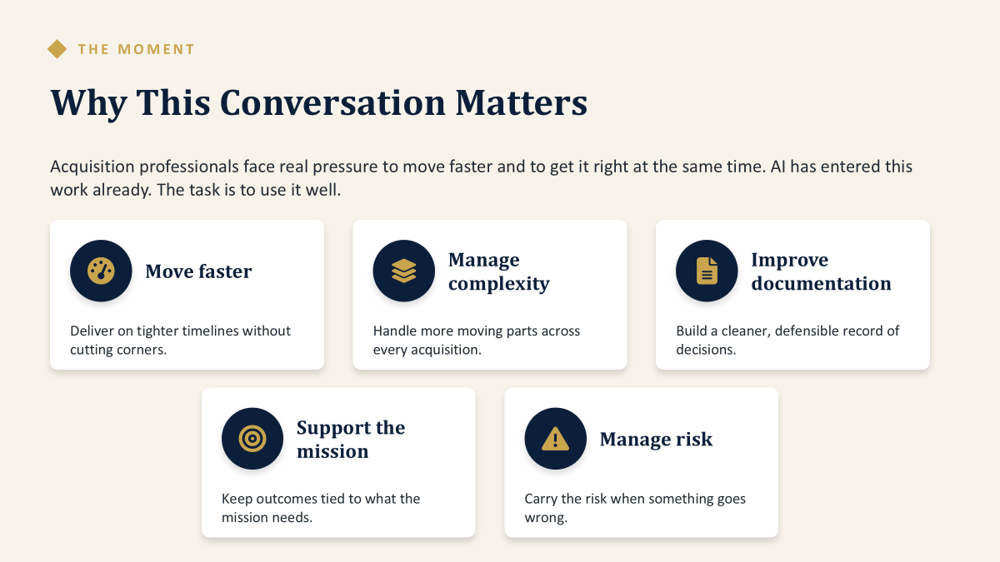 THE MOMENT
Why This Conversation Matters
Acquisition professionals face real pressure to move faster and to get it right at the same time. AI has entered this
work already. The task is to use it well.
Move faster
Deliver on tighter timelines without
cutting corners.
Manage
complexity
Handle more moving parts across
every acquisition.
Improve
documentation
Build a cleaner, defensible record of
decisions.
Support the
mission
Keep outcomes tied to what the
mission needs.
Manage risk
Carry the risk when something goes
wrong.